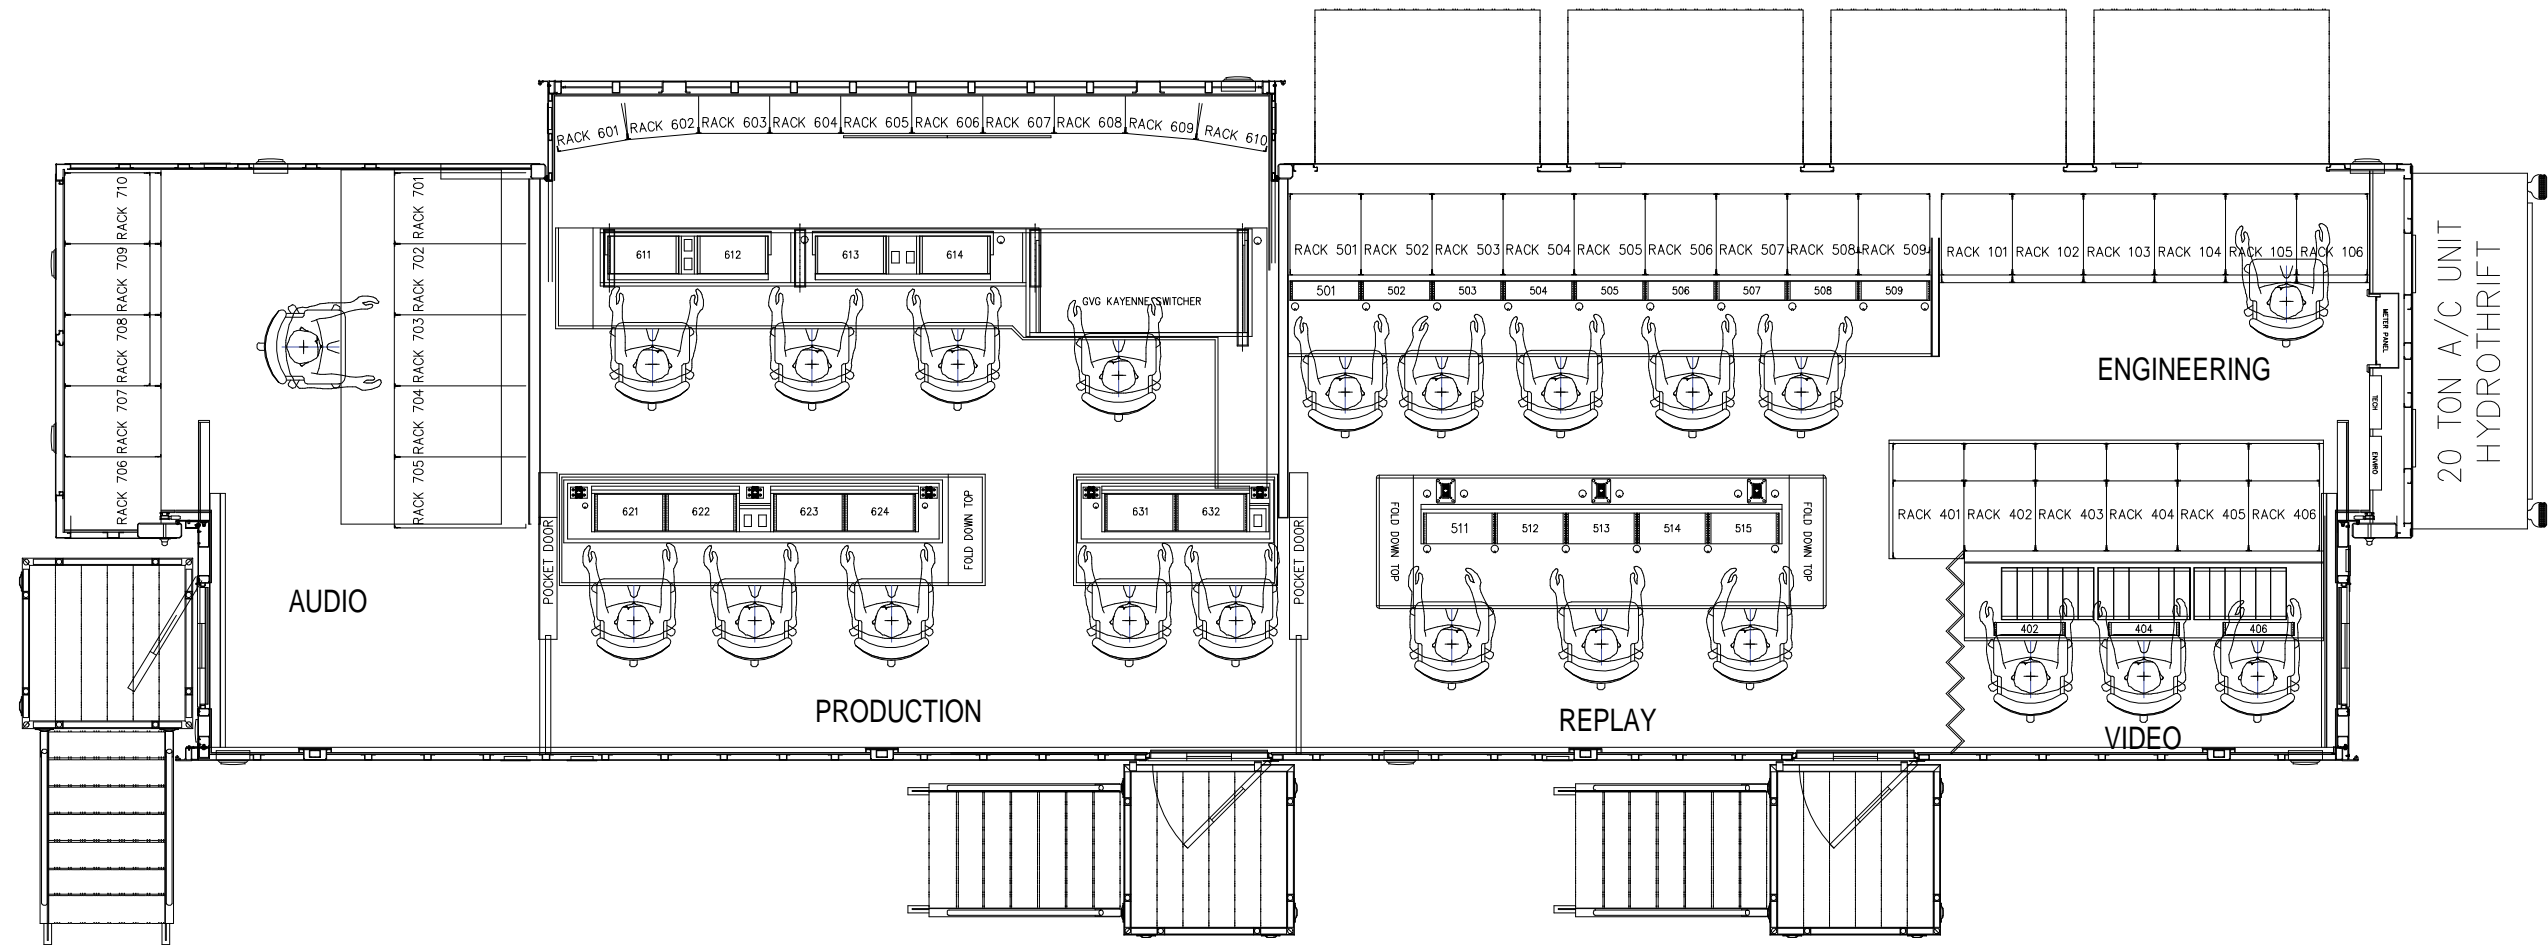 RACK 601
RACK 602
RACK 603
RACK 604
RACK 605
RACK 606
RACK 607
RACK 608
RACK 609
RACK 610
RACK 710
RACK 709
RACK 708
RACK 707
RACK 706
RACK 701
RACK 702
RACK 703
RACK 704
RACK 705
611
612
613
614
GVG KAYENNE SWITCHER
RACK 501
RACK 502
RACK 503
RACK 504
RACK 505
RACK 506
RACK 507
RACK 508
RACK 509
RACK 101
RACK 102
RACK 103
RACK 104
RACK 105
RACK 106
501
502
503
504
505
506
507
508
509
METER PANEL
TECH
ENVIRO
20 TON A/C UNIT
HYDROTHRIFT
ENGINEERING
POCKET DOOR
621
622
623
624
FOLD DOWN TOP
631
632
POCKET DOOR
FOLD DOWN TOP
511
512
513
514
515
FOLD DOWN TOP
RACK 401
RACK 402
RACK 403
RACK 404
RACK 405
RACK 406
402
404
406
AUDIO
PRODUCTION
REPLAY
VIDEO